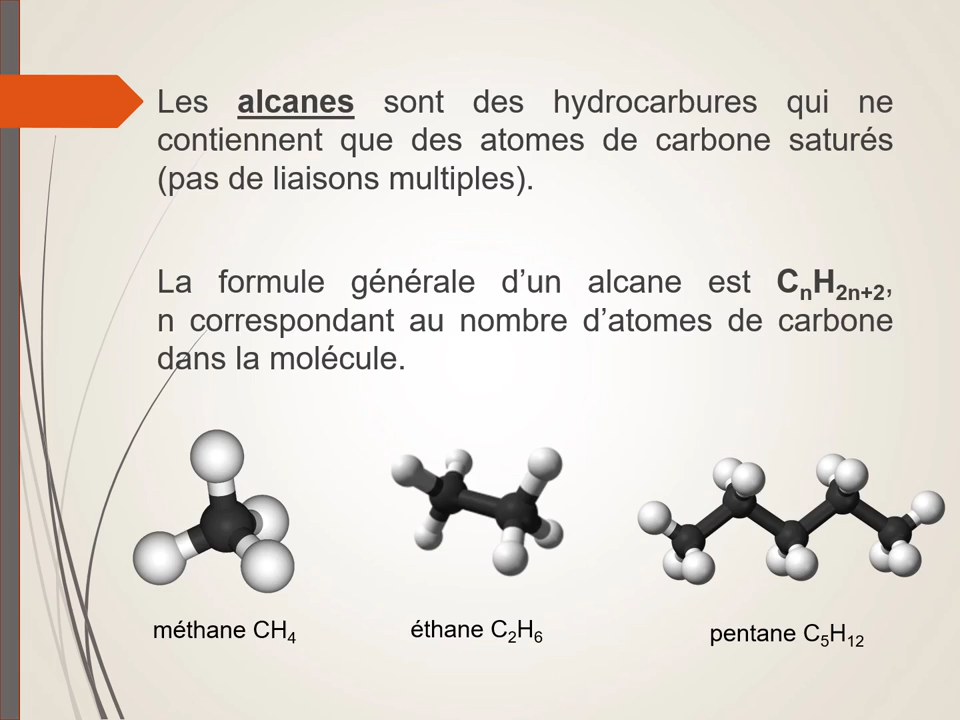 Les alcanes sont des hydrocarbures qui ne
contiennent que des atomes de carbone saturés
(pas de liaisons multiples).
La formule générale d’un alcane est CₙH₂ₙ₊₂,
n correspondant au nombre d’atomes de carbone
dans la molécule.
méthane CH₄
éthane C₂H₆
pentane C₅H₁₂